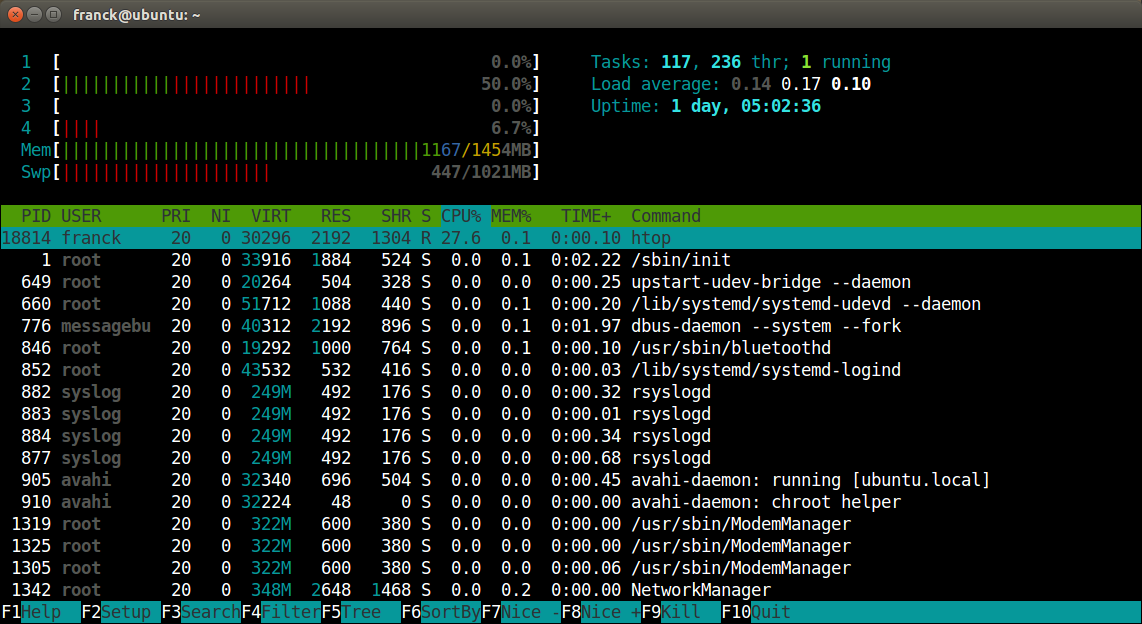 franck@ubuntu: ~
1 [ 0.0%] Tasks: 117, 236 thr; 1 running
2 [||||||||||||||||||||||||| 50.0%] Load average: 0.14 0.17 0.10
3 [ 0.0%] Uptime: 1 day, 05:02:36
4 [|||| 6.7%]
Mem[||||||||||||||||||||||||||||||||||||1167/1454MB]
Swp[||||||||||||||||||||| 447/1021MB]
PID USER PRI NI VIRT RES SHR S CPU% MEM% TIME+ Command
18814 franck 20 0 30296 2192 1304 R 27.6 0.1 0:00.10 htop
1 root 20 0 33916 1884 524 S 0.0 0.1 0:02.22 /sbin/init
649 root 20 0 20264 504 328 S 0.0 0.0 0:00.25 upstart-udev-bridge --daemon
660 root 20 0 51712 1088 440 S 0.0 0.1 0:00.20 /lib/systemd/systemd-udevd --daemon
776 messagebu 20 0 40312 2192 896 S 0.0 0.1 0:01.97 dbus-daemon --system --fork
846 root 20 0 19292 1000 764 S 0.0 0.1 0:00.10 /usr/sbin/bluetoothd
852 root 20 0 43532 532 416 S 0.0 0.0 0:00.03 /lib/systemd/systemd-logind
882 syslog 20 0 249M 492 176 S 0.0 0.0 0:00.32 rsyslogd
883 syslog 20 0 249M 492 176 S 0.0 0.0 0:00.01 rsyslogd
884 syslog 20 0 249M 492 176 S 0.0 0.0 0:00.34 rsyslogd
877 syslog 20 0 249M 492 176 S 0.0 0.0 0:00.68 rsyslogd
905 avahi 20 0 32340 696 504 S 0.0 0.0 0:00.45 avahi-daemon: running [ubuntu.local]
910 avahi 20 0 32224 48 0 S 0.0 0.0 0:00.00 avahi-daemon: chroot helper
1319 root 20 0 322M 600 380 S 0.0 0.0 0:00.00 /usr/sbin/ModemManager
1325 root 20 0 322M 600 380 S 0.0 0.0 0:00.00 /usr/sbin/ModemManager
1305 root 20 0 322M 600 380 S 0.0 0.0 0:00.06 /usr/sbin/ModemManager
1342 root 20 0 348M 2648 1468 S 0.0 0.2 0:00.00 NetworkManager
F1Help F2Setup F3SearchF4FilterF5Tree F6SortByF7Nice -F8Nice +F9Kill F10Quit